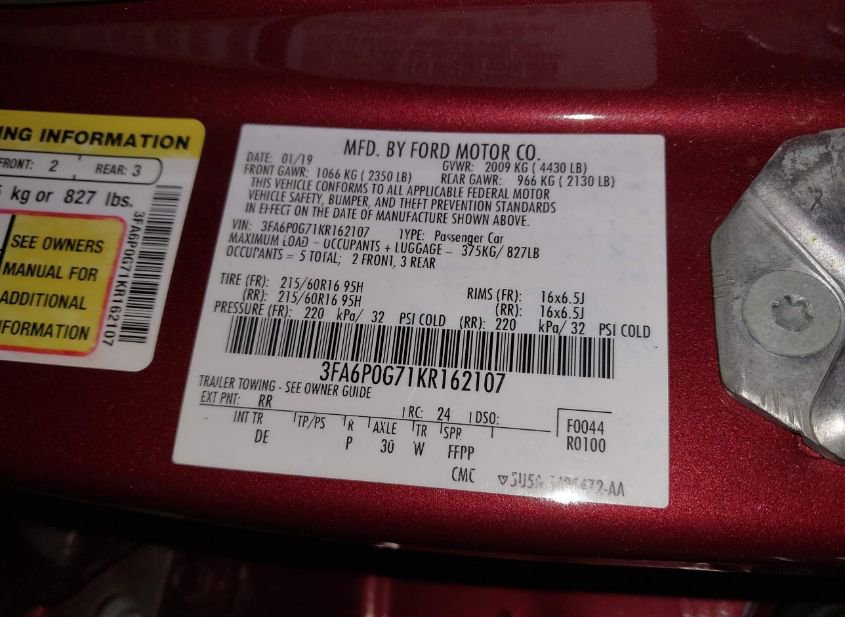 ING INFORMATION
FRONT: 2 REAR: 3
kg or 827 lbs.
SEE OWNERS
MANUAL FOR
ADDITIONAL
INFORMATION
3FA6P0G71KR162107
MFD. BY FORD MOTOR CO.
DATE: 01/19 GVWR: 2009 KG ( 4430 LB)
FRONT GAWR: 1066 KG ( 2350 LB) REAR GAWR: 966 KG ( 2130 LB)
THIS VEHICLE CONFORMS TO ALL APPLICABLE FEDERAL MOTOR
VEHICLE SAFETY, BUMPER, AND THEFT PREVENTION STANDARDS
IN EFFECT ON THE DATE OF MANUFACTURE SHOWN ABOVE.
VIN: 3FA6P0G71KR162107 TYPE: Passenger Car
MAXIMUM LOAD - OCCUPANTS + LUGGAGE - 375KG/ 827LB
OCCUPANTS = 5 TOTAL; 2 FRONT, 3 REAR
TIRE (FR): 215/60R16 95H RIMS (FR): 16x6.5J
(RR): 215/60R16 95H (RR): 16x6.5J
PRESSURE (FR): 220 kPa/ 32 PSI COLD (RR): 220 kPa/ 32 PSI COLD
3FA6P0G71KR162107
TRAILER TOWING - SEE OWNER GUIDE
EXT PNT: RR RC: 24 DSO: F0044
INT TR TP/PS R AXLE TR SPR R0100
DE P 30 W FFPP
CMC